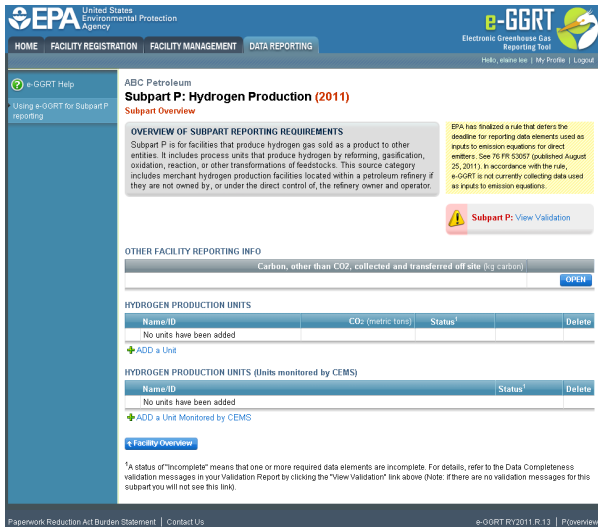 EPA United States Environmental Protection Agency
e-GGRT
Electronic Greenhouse Gas
Reporting Tool
HOME FACILITY REGISTRATION FACILITY MANAGEMENT DATA REPORTING
Hello, elaine lee | My Profile | Logout
e-GGRT Help
Using e-GGRT for Subpart P
reporting
ABC Petroleum
Subpart P: Hydrogen Production (2011)
Subpart Overview
OVERVIEW OF SUBPART REPORTING REQUIREMENTS
Subpart P is for facilities that produce hydrogen gas sold as a product to other
entities. It includes process units that produce hydrogen by reforming, gasification,
oxidation, reaction, or other transformations of feedstocks. This source category
includes merchant hydrogen production facilities located within a petroleum refinery if
they are not owned by, or under the direct control of, the refinery owner and operator.
EPA has finalized a rule that defers the
deadline for reporting data elements used as
inputs to emission equations for direct
emitters. See 76 FR 53057 (published August
25, 2011). In accordance with the rule,
e-GGRT is not currently collecting data used
as inputs to emission equations.
Subpart P: View Validation
OTHER FACILITY REPORTING INFO
Carbon, other than CO2, collected and transferred off site (kg carbon)
OPEN
HYDROGEN PRODUCTION UNITS
Name/ID CO2 (metric tons) Status1 Delete
No units have been added
ADD a Unit
HYDROGEN PRODUCTION UNITS (Units monitored by CEMS)
Name/ID Status1 Delete
No units have been added
ADD a Unit Monitored by CEMS
Facility Overview
1A status of "Incomplete" means that one or more required data elements are incomplete. For details, refer to the Data Completeness
validation messages in your Validation Report by clicking the "View Validation" link above (Note: if there are no validation messages for this
subpart you will not see this link).
Paperwork Reduction Act Burden Statement | Contact Us
e-GGRT RY2011.R.13 | P(overview